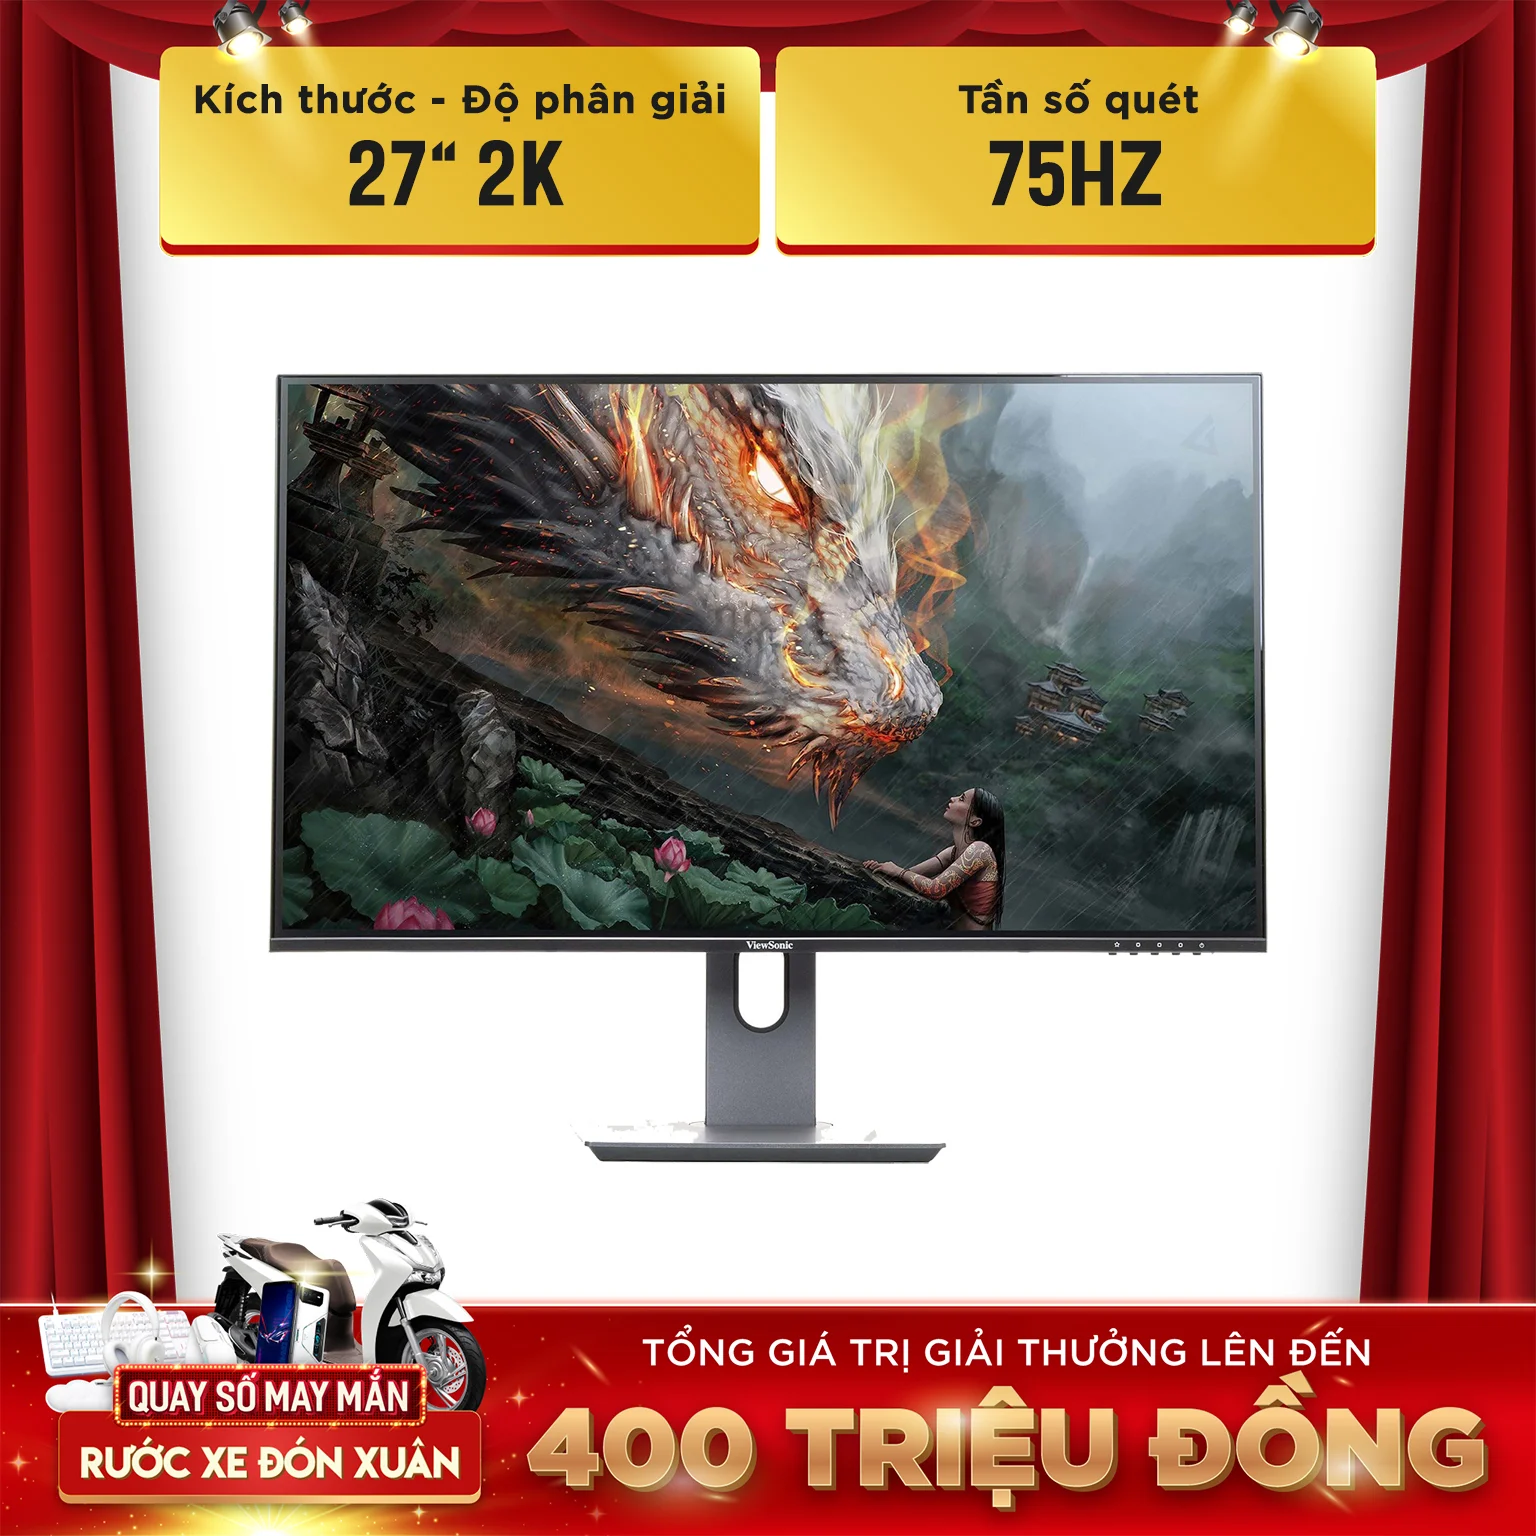 Kích thước - Độ phân giải
27“ 2K
Tần số quét
75HZ
ViewSonic
QUAY SỐ MAY MẮN
RƯỚC XE ĐÓN XUÂN
TỔNG GIÁ TRỊ GIẢI THƯỞNG LÊN ĐẾN
400 TRIỆU ĐỒNG